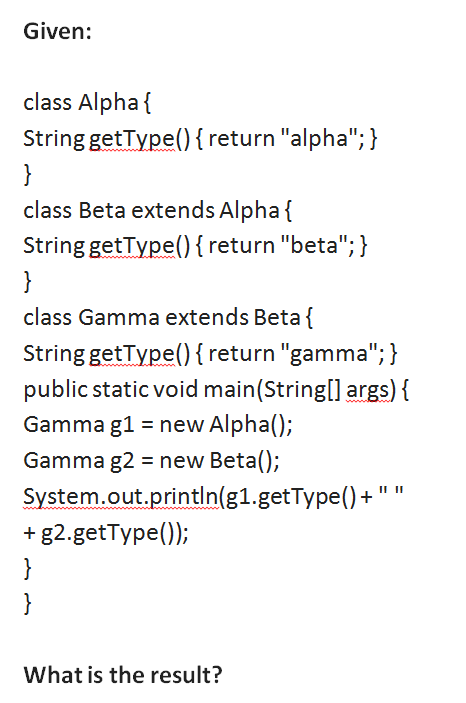 Given:
class Alpha {
String getType() { return "alpha"; }
}
class Beta extends Alpha {
String getType() { return "beta"; }
}
class Gamma extends Beta {
String getType() { return "gamma"; }
public static void main(String[] args) {
Gamma g1 = new Alpha();
Gamma g2 = new Beta();
System.out.println(g1.getType() + " "
+ g2.getType());
}
}
What is the result?